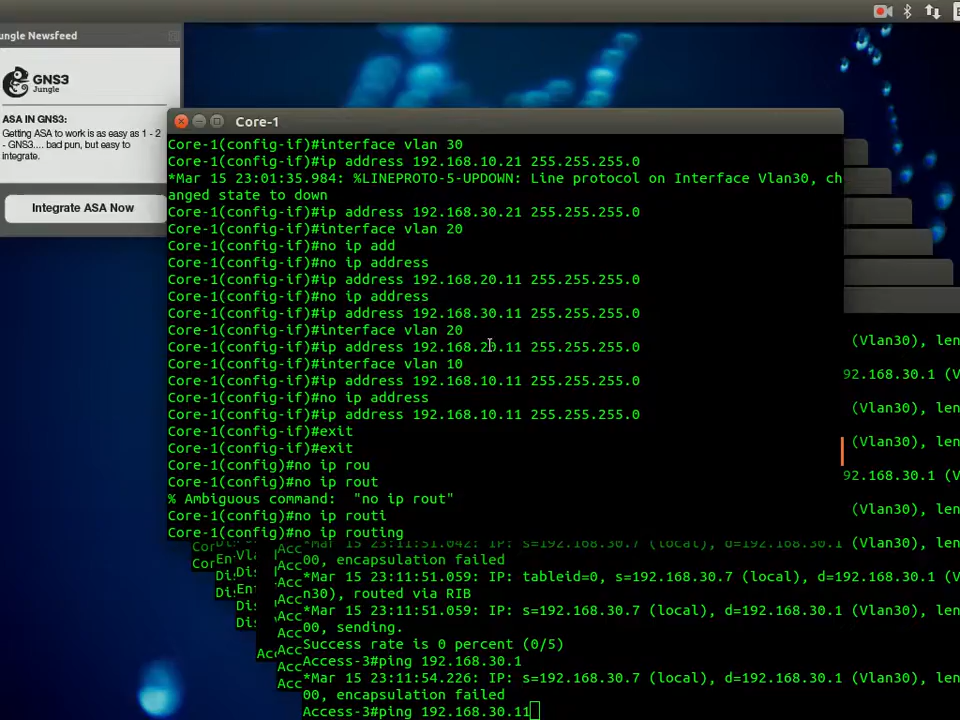 ungle Newsfeed
GNS3
Jungle
ASA IN GNS3:
Getting ASA to work is as easy as 1 - 2
- GNS3.... bad pun, but easy to
integrate.
Integrate ASA Now
Core-1
Core-1(config-if)#interface vlan 30
Core-1(config-if)#ip address 192.168.10.21 255.255.255.0
*Mar 15 23:01:35.984: %LINEPROTO-5-UPDOWN: Line protocol on Interface Vlan30, ch
anged state to down
Core-1(config-if)#ip address 192.168.30.21 255.255.255.0
Core-1(config-if)#interface vlan 20
Core-1(config-if)#no ip add
Core-1(config-if)#no ip address
Core-1(config-if)#ip address 192.168.20.11 255.255.255.0
Core-1(config-if)#no ip address
Core-1(config-if)#ip address 192.168.30.11 255.255.255.0
Core-1(config-if)#interface vlan 20
Core-1(config-if)#ip address 192.168.20.11 255.255.255.0
Core-1(config-if)#interface vlan 10
Core-1(config-if)#ip address 192.168.10.11 255.255.255.0
Core-1(config-if)#no ip address
Core-1(config-if)#ip address 192.168.10.11 255.255.255.0
Core-1(config-if)#exit
Core-1(config-if)#exit
Core-1(config)#no ip rou
Core-1(config)#no ip rout
% Ambiguous command:  "no ip rout"
Core-1(config)#no ip routi
Core-1(config)#no ip routing
(Vlan30), len
92.168.30.1 (V
(Vlan30), len
(Vlan30), len
92.168.30.1 (V
(Vlan30), len
*Mar 15 23:11:51.042: IP: s=192.168.30.7 (local), d=192.168.30.1 (Vlan30), len
00, encapsulation failed
*Mar 15 23:11:51.059: IP: tableid=0, s=192.168.30.7 (local), d=192.168.30.1 (V
n30), routed via RIB
*Mar 15 23:11:51.059: IP: s=192.168.30.7 (local), d=192.168.30.1 (Vlan30), len
00, sending.
Success rate is 0 percent (0/5)
Access-3#ping 192.168.30.1
*Mar 15 23:11:54.226: IP: s=192.168.30.7 (local), d=192.168.30.1 (Vlan30), len
00, encapsulation failed
Access-3#ping 192.168.30.11